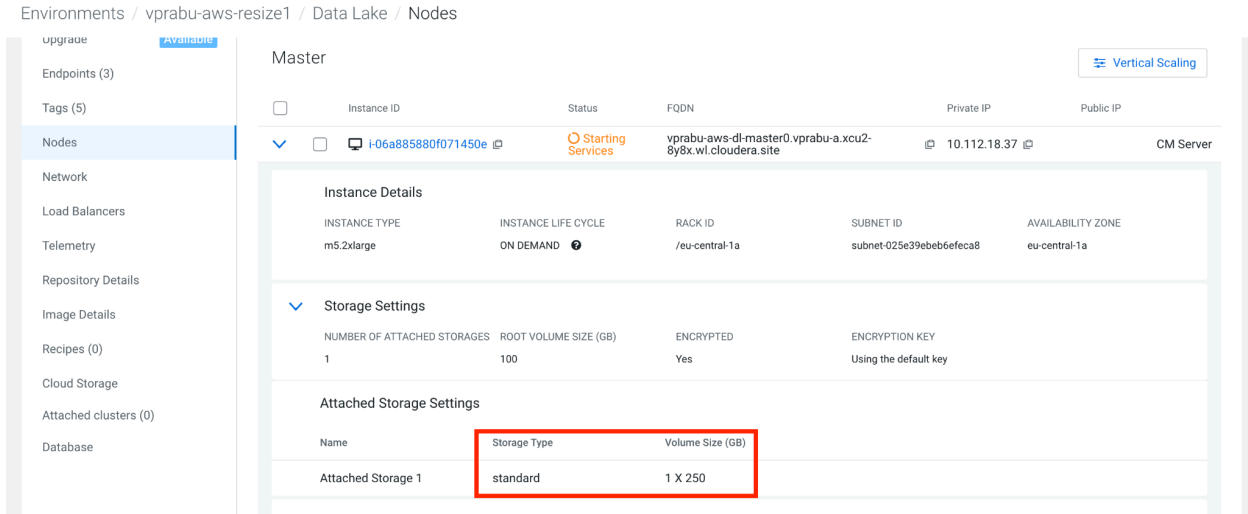 Environments / vprabu-aws-resize1 / Data Lake / Nodes
Upgrade Available
Endpoints (3)
Tags (5)
Nodes
Network
Load Balancers
Telemetry
Repository Details
Image Details
Recipes (0)
Cloud Storage
Attached clusters (0)
Database
Master
Vertical Scaling
Instance ID Status FQDN Private IP Public IP
i-06a885880f071450e Starting Services vprabu-aws-dl-master0.vprabu-a.xcu2-8y8x.wl.cloudera.site 10.112.18.37 CM Server
Instance Details
INSTANCE TYPE INSTANCE LIFE CYCLE RACK ID SUBNET ID AVAILABILITY ZONE
m5.2xlarge ON DEMAND ? /eu-central-1a subnet-025e39ebeb6efeca8 eu-central-1a
Storage Settings
NUMBER OF ATTACHED STORAGES ROOT VOLUME SIZE (GB) ENCRYPTED ENCRYPTION KEY
1 100 Yes Using the default key
Attached Storage Settings
Name Storage Type Volume Size (GB)
Attached Storage 1 standard 1 X 250